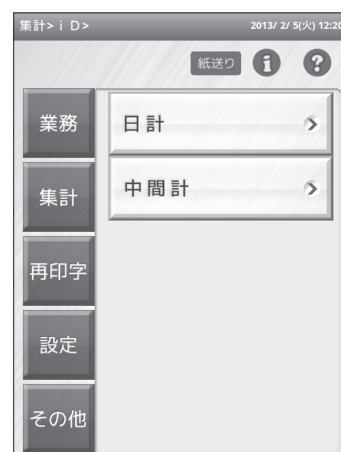 集計>iD>
2013/ 2/ 5(火) 12:20
紙送り
i
?
業務
日計
集計
中間計
再印字
設定
その他